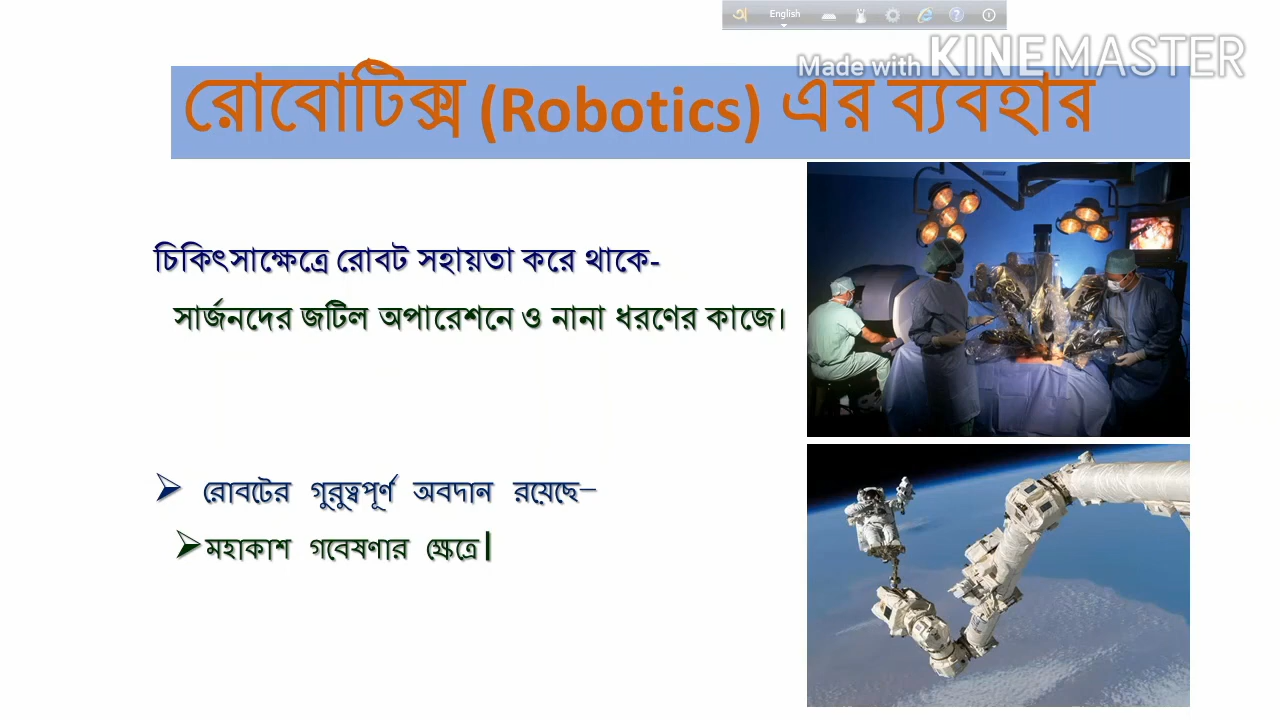 অ English
Made with KINEMASTER
রোবোটিক্স (Robotics) এর ব্যবহার
চিকিৎসাক্ষেত্রে রোবট সহায়তা করে থাকে-
সার্জনদের জটিল অপারেশনে ও নানা ধরণের কাজে।
➢ রোবটের গুরুত্বপূর্ণ অবদান রয়েছে–
➢মহাকাশ গবেষণার ক্ষেত্রে।